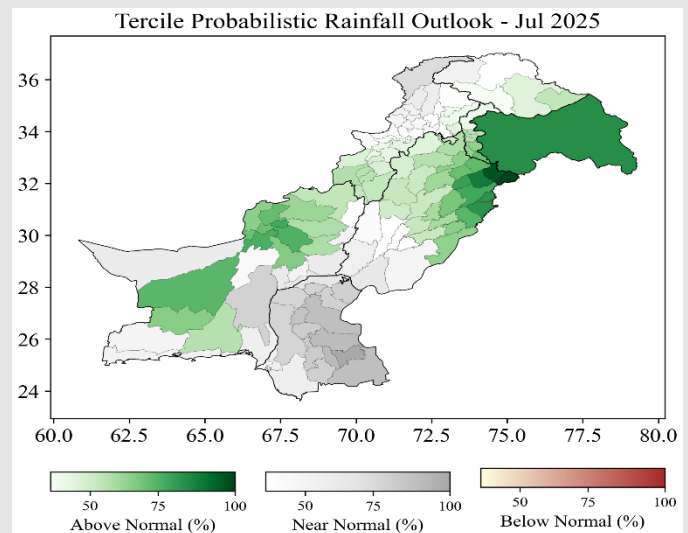 Tercile Probabilistic Rainfall Outlook - Jul 2025
36
34
32
30
28
26
24
60.0 62.5 65.0 67.5 70.0 72.5 75.0 77.5 80.0
50 75 100 50 75 100 50 75 100
Above Normal (%) Near Normal (%) Below Normal (%)